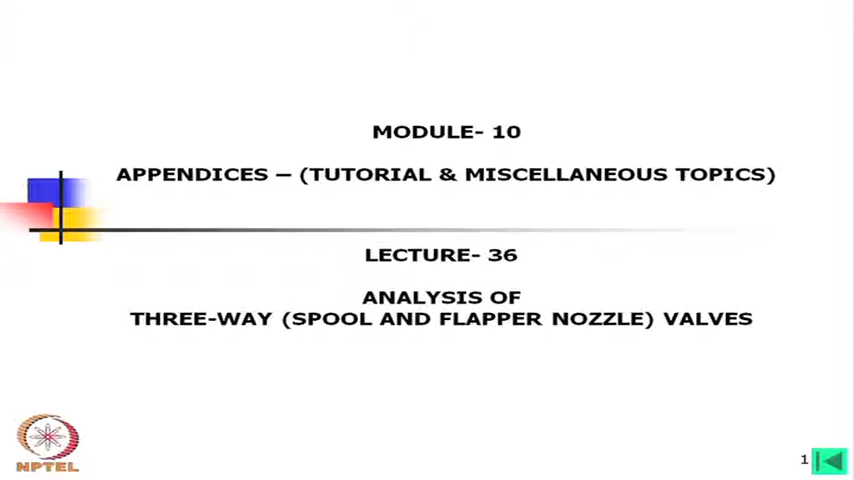 MODULE- 10
APPENDICES – (TUTORIAL & MISCELLANEOUS TOPICS)
LECTURE- 36
ANALYSIS OF
THREE-WAY (SPOOL AND FLAPPER NOZZLE) VALVES
NPTEL
1